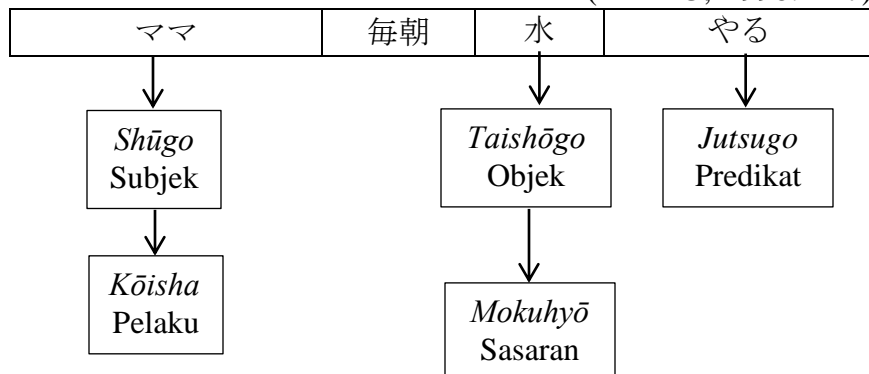 ママ 毎朝 水 やる
Shūgo
Subjek
Taishōgo
Objek
Jutsugo
Predikat
Kōisha
Pelaku
Mokuhyō
Sasaran